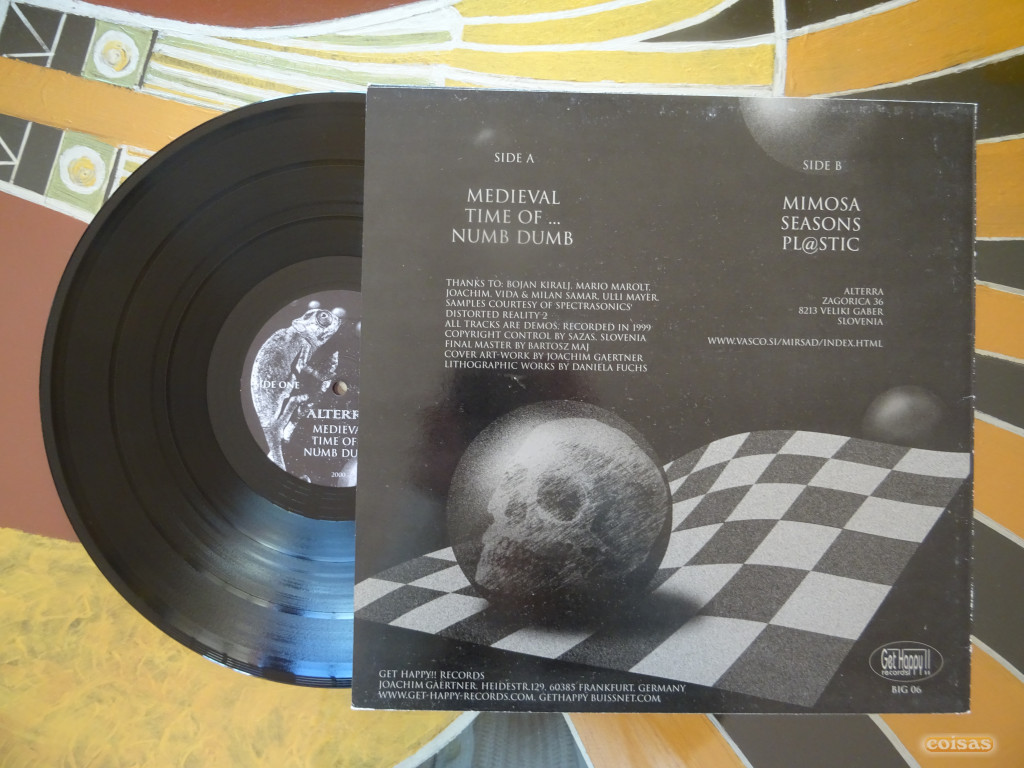 SIDE A
MEDIEVAL
TIME OF ...
NUMB DUMB
THANKS TO: BOJAN KIRALJ, MARIO MAROLT,
JOACHIM, VIDA & MILAN SAMAR, ULLI MAYER.
SAMPLES COURTESY OF SPECTRASONICS
DISTORTED REALITY 2
ALL TRACKS ARE DEMOS, RECORDED IN 1999
COPYRIGHT CONTROL BY SAZAS, SLOVENIA
FINAL MASTER BY BARTOSZ MAJ
COVER ART-WORK BY JOACHIM GAERTNER
LITHOGRAPHIC WORKS BY DANIELA FUCHS
SIDE B
MIMOSA
SEASONS
PL@STIC
ALTERRA
ZAGORICA 36
8213 VELIKI GABER
SLOVENIA
WWW.VASCO.SI/MIRSAD/INDEX.HTML
SIDE ONE
ALTERR
MEDIEVA
TIME OF
NUMB DU
2000
GET HAPPY!! RECORDS
JOACHIM GAERTNER, HEIDESTR.129, 60385 FRANKFURT, GERMANY
WWW.GET-HAPPY-RECORDS.COM, GETHAPPY BUISSNET.COM
Get Happy!!
records
BIG 06
coisas